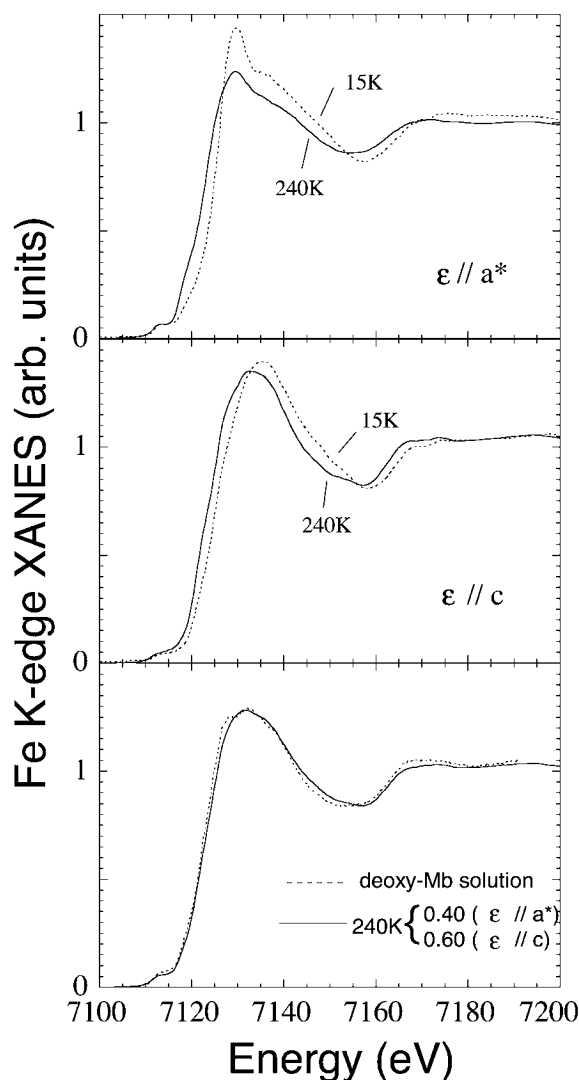 Fe K-edge XANES (arb. units)
1
15K
240K
ε // a*
0
1
15K
240K
ε // c
0
1
deoxy-Mb solution
240K { 0.40 ( ε // a*)
0.60 ( ε // c)
0
7100 7120 7140 7160 7180 7200
Energy (eV)